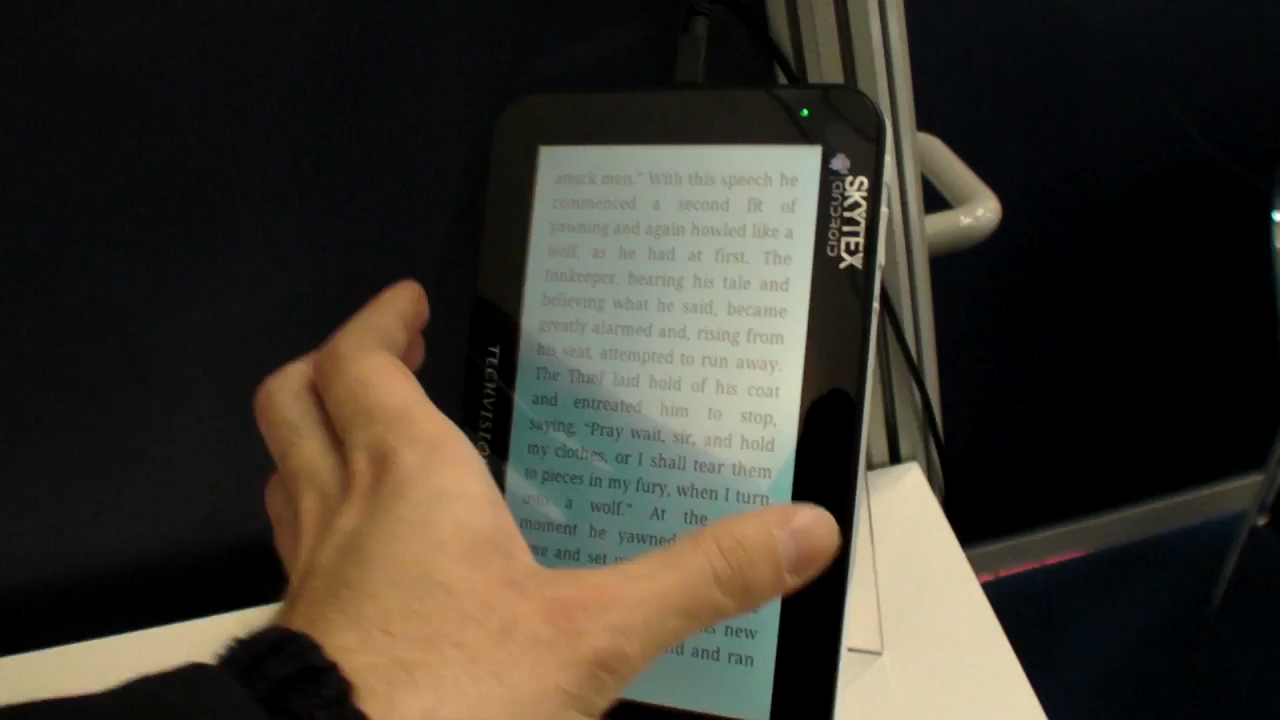 attack men." With this speech he
commenced a second fit of
yawning and again howled like a
wolf, as he had at first. The
Innkeeper, hearing his tale and
believing what he said, became
greatly alarmed and, rising from
his seat, attempted to run away.
The Thief laid hold of his coat
and entreated him to stop,
saying, "Pray wait, sir, and hold
my clothes, or I shall tear them
to pieces in my fury, when I turn
into a wolf." At the
moment he yawned
and set
new
and ran
SKYTEX
ANDROID
TECHVISIO